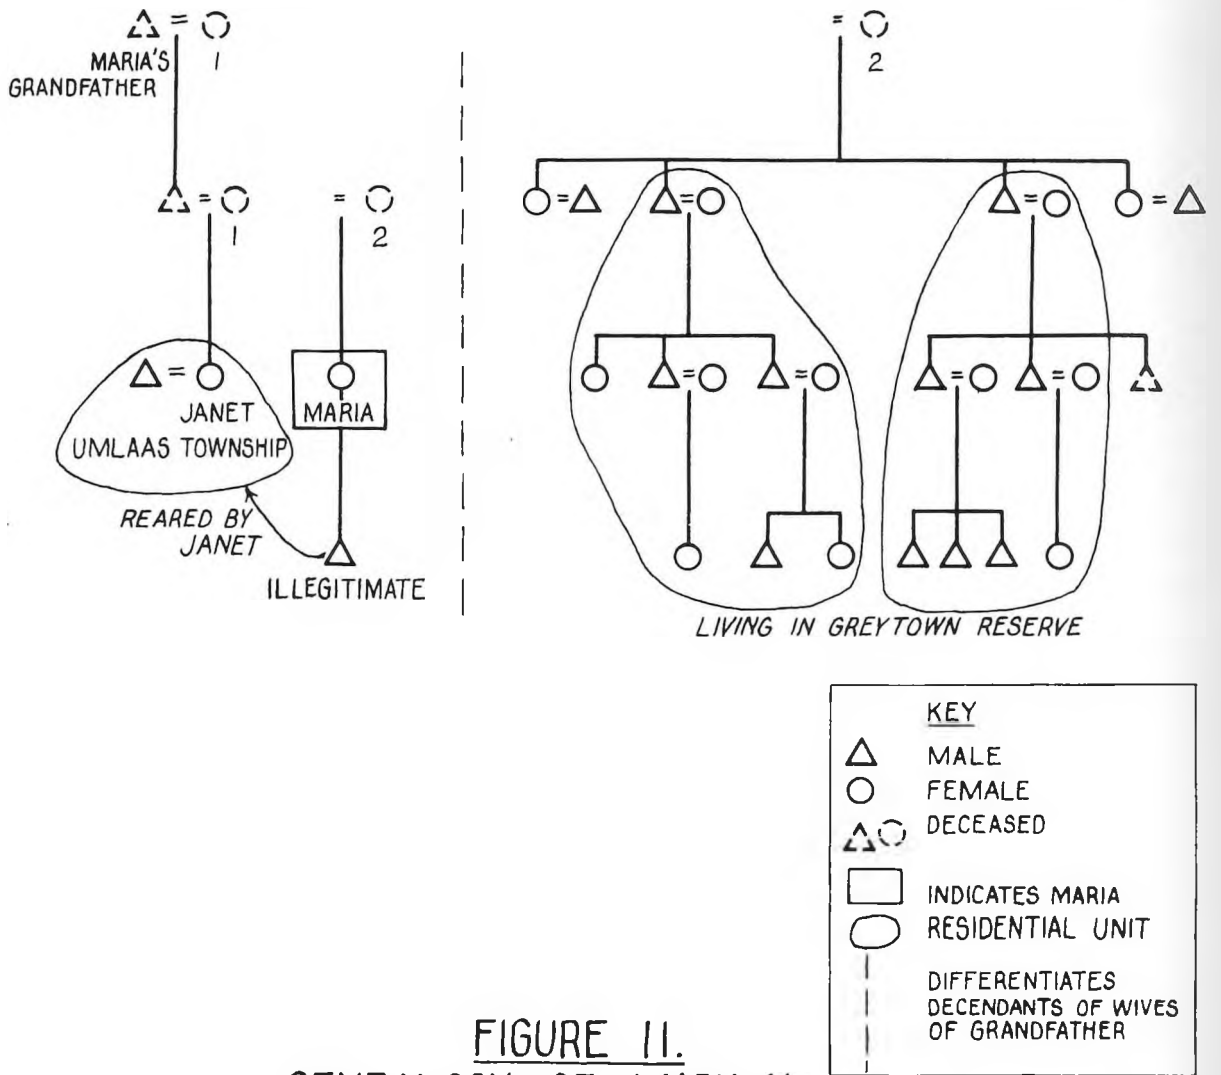 MARIA'S
GRANDFATHER
1
2
1
2
JANET
UMLAAS TOWNSHIP
MARIA
REARED BY
JANET
ILLEGITIMATE
LIVING IN GREYTOWN RESERVE
KEY
MALE
FEMALE
DECEASED
INDICATES MARIA
RESIDENTIAL UNIT
DIFFERENTIATES
DECENDANTS OF WIVES
OF GRANDFATHER
FIGURE 11.